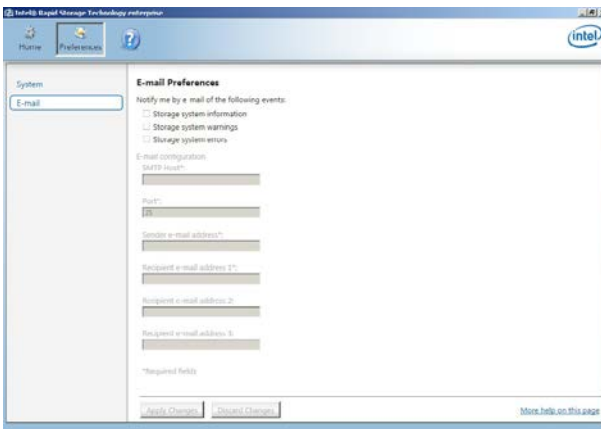 Intel® Rapid Storage Technology enterprise
Home
Preferences
intel
System
E-mail
E-mail Preferences
Notify me by e-mail of the following events:
Storage system information
Storage system warnings
Storage system errors
E-mail configuration
SMTP Host*:
Port*:
25
Sender e-mail address*:
Recipient e-mail address 1*:
Recipient e-mail address 2:
Recipient e-mail address 3:
*Required fields
Apply Changes
Discard Changes
More help on this page